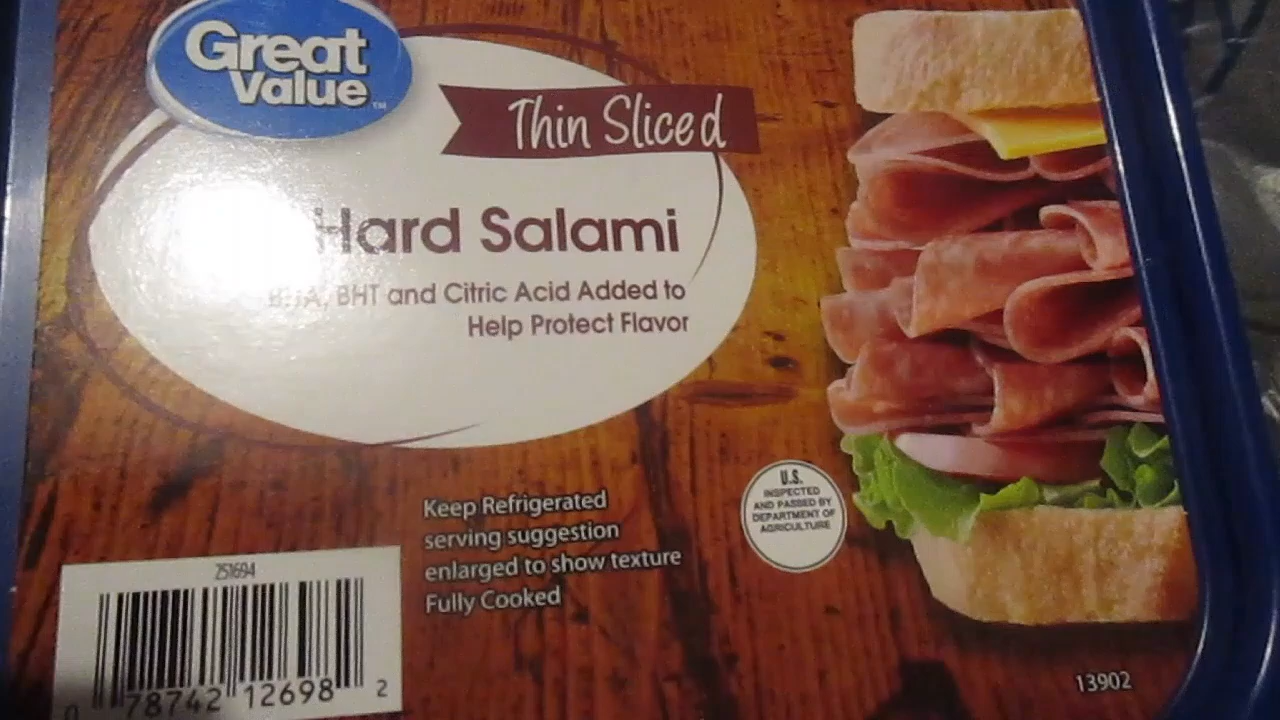 Great
Value™
Thin Sliced
Hard Salami
BHA, BHT and Citric Acid Added to
Help Protect Flavor
Keep Refrigerated
serving suggestion
enlarged to show texture
Fully Cooked
U.S.
INSPECTED
AND PASSED BY
DEPARTMENT OF
AGRICULTURE
251694
0 78742 12698 2
13902